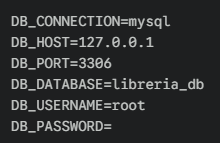 DB_CONNECTION=mysql
DB_HOST=127.0.0.1
DB_PORT=3306
DB_DATABASE=libreria_db
DB_USERNAME=root
DB_PASSWORD=